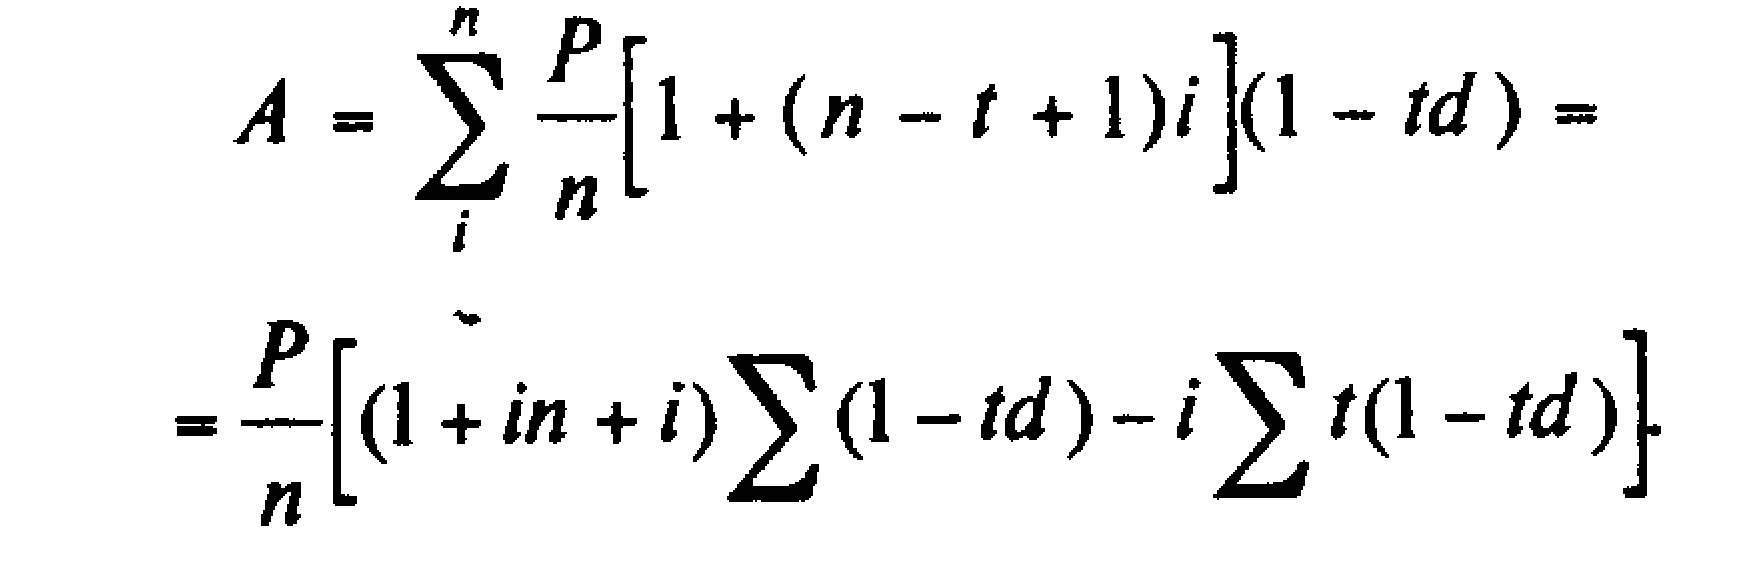 A = \sum_{i}^{n} \frac{P}{n} [1 + (n - t + 1)i](1 - td) =
= \frac{P}{n} [(1 + in + i) \sum (1 - td) - i \sum t(1 - td)].